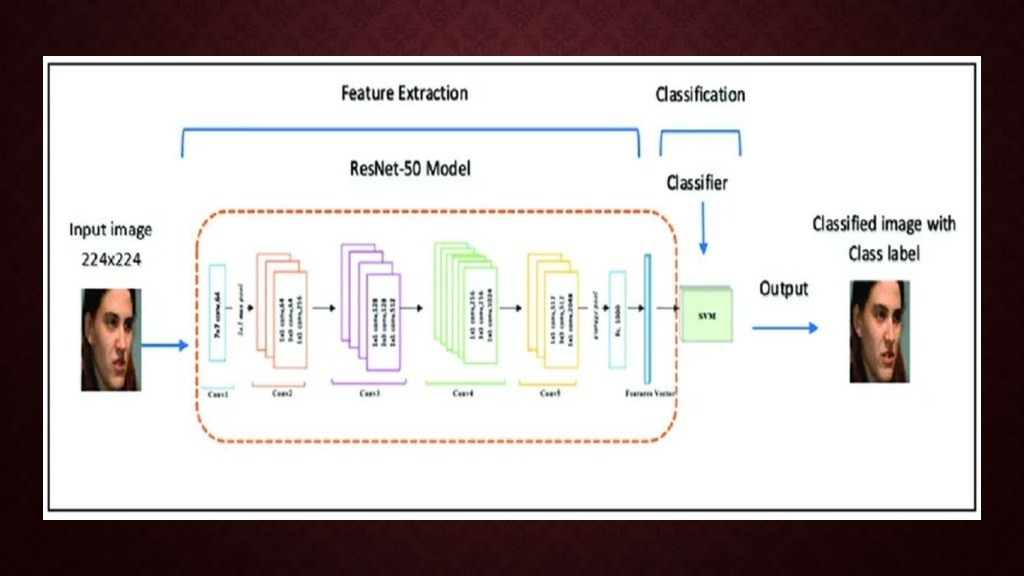 Feature Extraction
Classification
ResNet-50 Model
Classifier
Input image
224x224
Classified image with
Class label
Output
7x7 conv,64
3x3 max pool
1x1 conv,64
3x3 conv,64
1x1 conv,256
1x1 conv,128
3x3 conv,128
1x1 conv,512
1x1 conv,256
3x3 conv,256
1x1 conv,1024
1x1 conv,512
3x3 conv,512
1x1 conv,2048
average pool
fc, 1000
SVM
Conv1
Conv2
Conv3
Conv4
Conv5
Features Vector